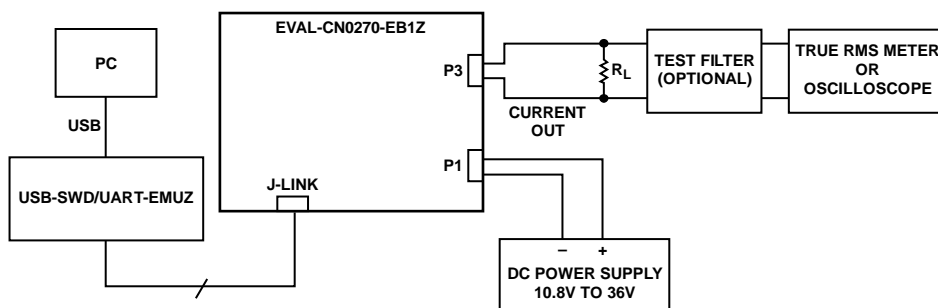 EVAL-CN0270-EB1Z
PC
USB
USB-SWD/UART-EMUZ
J-LINK
P3
P1
CURRENT
OUT
RL
TEST FILTER
(OPTIONAL)
TRUE RMS METER
OR
OSCILLOSCOPE
– +
DC POWER SUPPLY
10.8V TO 36V